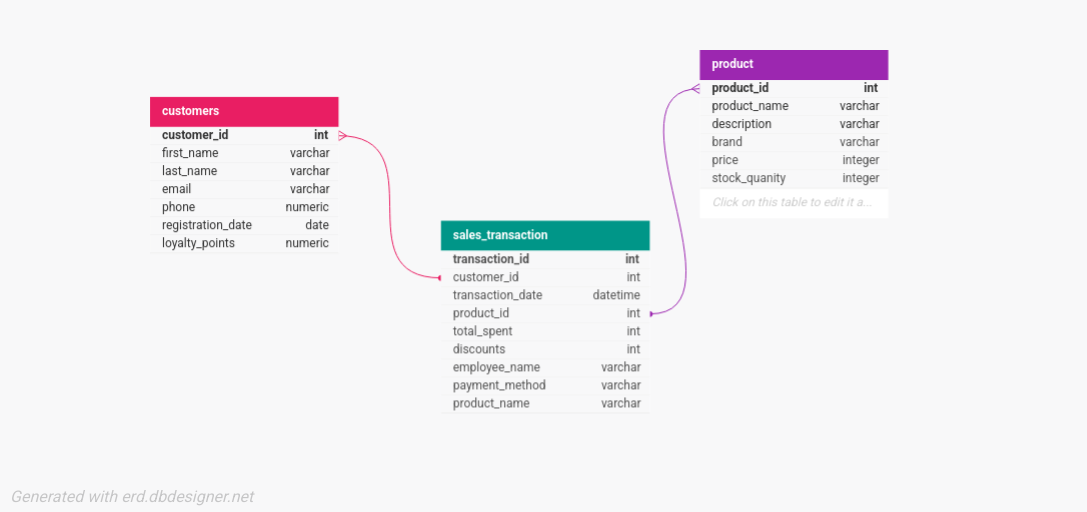 customers
customer_id int
first_name varchar
last_name varchar
email varchar
phone numeric
registration_date date
loyalty_points numeric
sales_transaction
transaction_id int
customer_id int
transaction_date datetime
product_id int
total_spent int
discounts int
employee_name varchar
payment_method varchar
product_name varchar
product
product_id int
product_name varchar
description varchar
brand varchar
price integer
stock_quanity integer
Click on this table to edit it a...
Generated with erd.dbdesigner.net